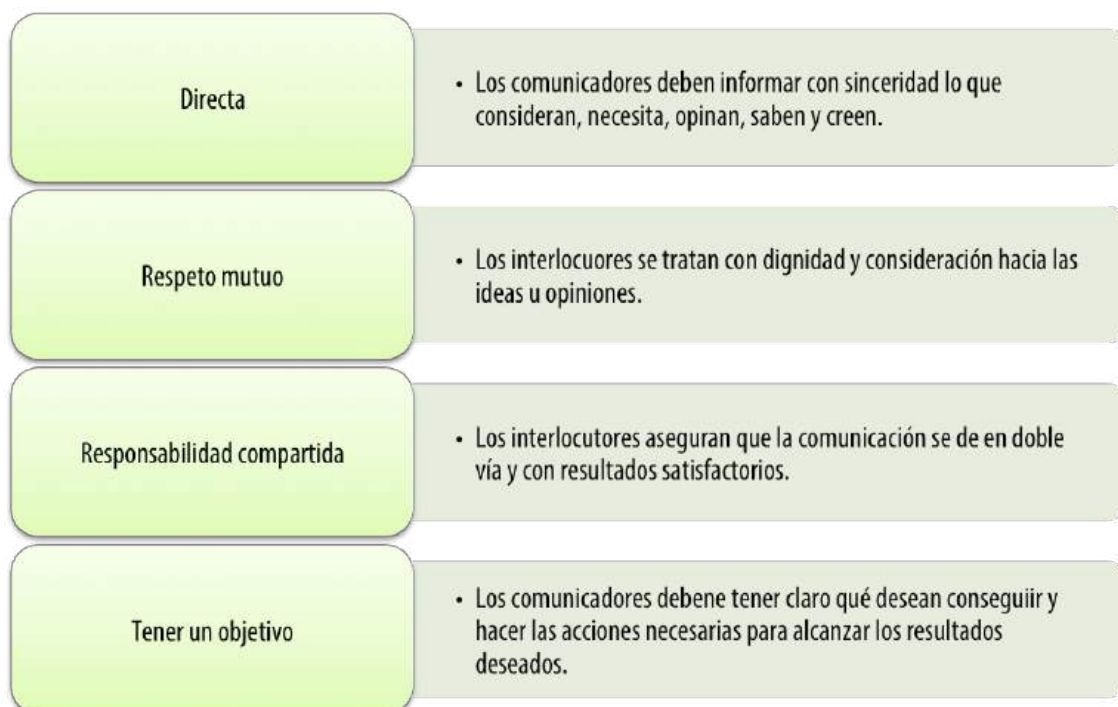 Directa
• Los comunicadores deben informar con sinceridad lo que
consideran, necesita, opinan, saben y creen.
Respeto mutuo
• Los interlocuores se tratan con dignidad y consideración hacia las
ideas u opiniones.
Responsabilidad compartida
• Los interlocutores aseguran que la comunicación se de en doble
vía y con resultados satisfactorios.
Tener un objetivo
• Los comunicadores debene tener claro qué desean conseguiir y
hacer las acciones necesarias para alcanzar los resultados
deseados.